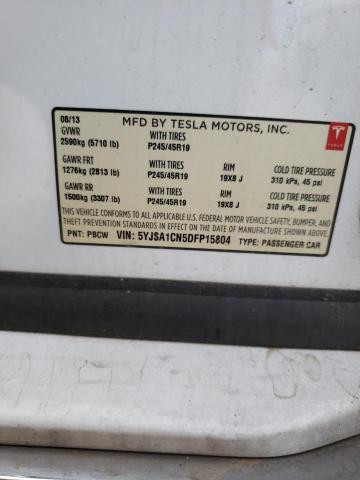 08/13 MFD BY TESLA MOTORS, INC.
GVWR WITH TIRES
2590kg (5710 lb) P245/45R19 TESLA
GAWR FRT WITH TIRES RIM COLD TIRE PRESSURE
1276kg (2813 lb) P245/45R19 19X8 J 310 kPa, 45 psi
GAWR RR WITH TIRES RIM COLD TIRE PRESSURE
1500kg (3307 lb) P245/45R19 19X8 J 310 kPa, 45 psi
THIS VEHICLE CONFORMS TO ALL APPLICABLE U.S. FEDERAL MOTOR VEHICLE SAFETY, BUMPER, AND
THEFT PREVENTION STANDARDS IN EFFECT ON THE DATE OF MANUFACTURE SHOWN ABOVE.
PNT: PBCW VIN: 5YJSA1CN5DFP15804 TYPE: PASSENGER CAR